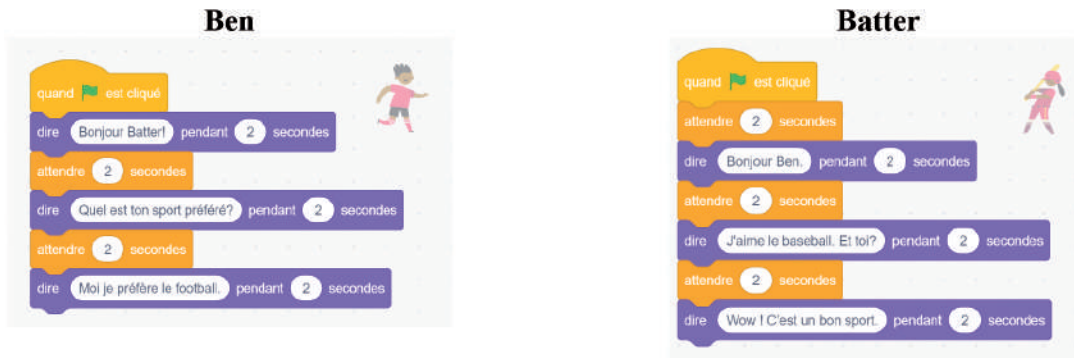 Ben
quand est cliqué
dire Bonjour Batter! pendant 2 secondes
attendre 2 secondes
dire Quel est ton sport préféré? pendant 2 secondes
attendre 2 secondes
dire Moi je préfère le football. pendant 2 secondes
Batter
quand est cliqué
attendre 2 secondes
dire Bonjour Ben. pendant 2 secondes
attendre 2 secondes
dire J'aime le baseball. Et toi? pendant 2 secondes
attendre 2 secondes
dire Wow ! C'est un bon sport. pendant 2 secondes